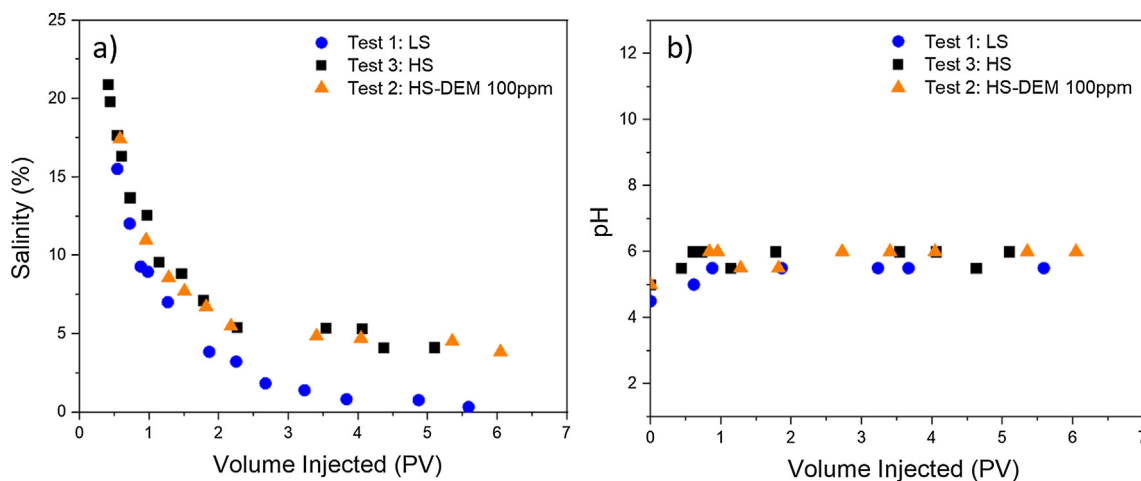 a)
Test 1: LS
Test 3: HS
Test 2: HS-DEM 100ppm
25
20
15
10
5
0
Salinity (%)
0 1 2 3 4 5 6 7
Volume Injected (PV)
b)
Test 1: LS
Test 3: HS
Test 2: HS-DEM 100ppm
12
10
8
6
4
2
pH
0 1 2 3 4 5 6 7
Volume Injected (PV)